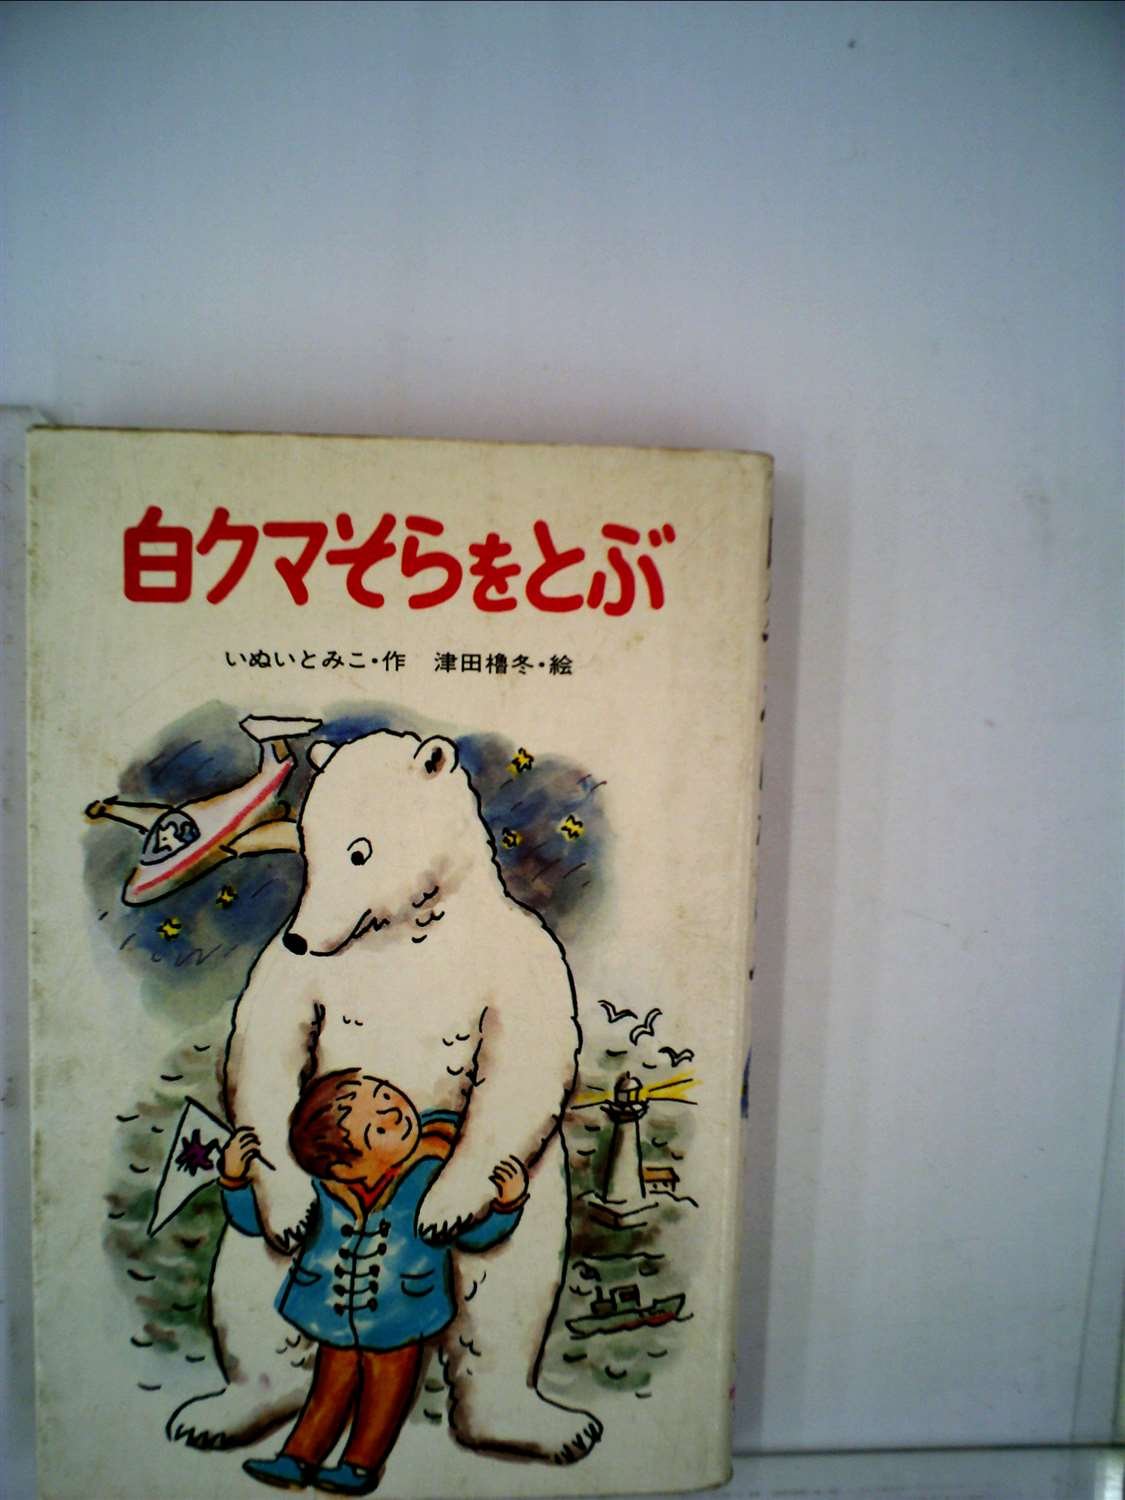 白クマそらをとぶ
いぬいとみこ・作　津田櫓冬・絵